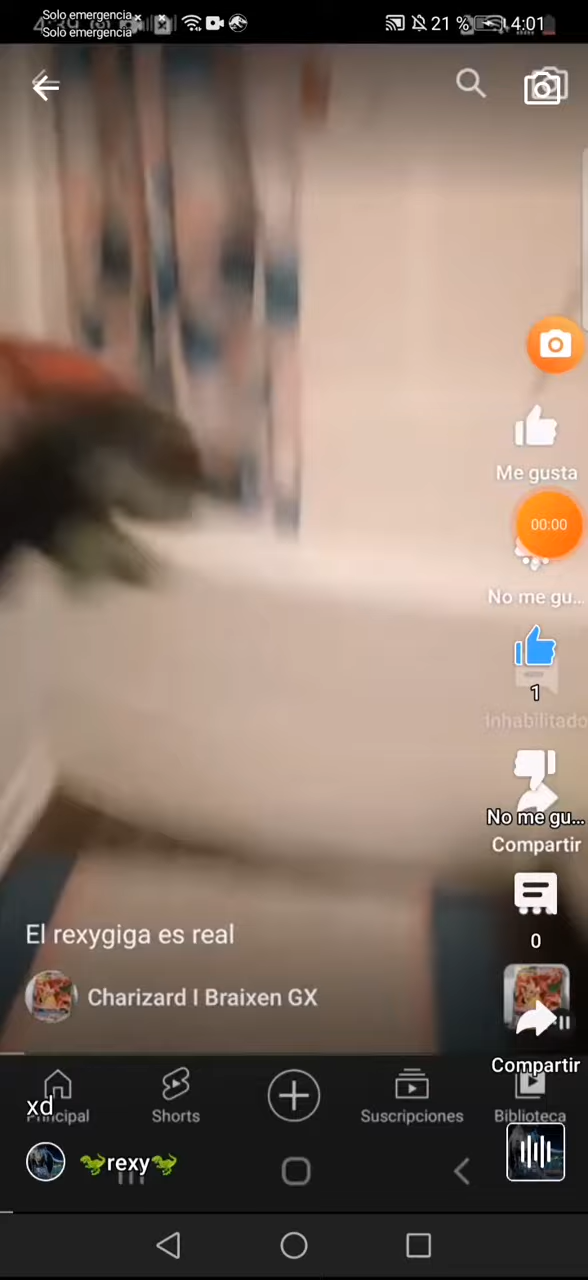 Solo emergencia
Solo emergencia
21 %
4:01
Me gusta
00:00
No me gu...
1
Inhabilitado
No me gu...
Compartir
0
El rexygiga es real
Charizard I Braixen GX
Compartir
Principal
Shorts
Suscripciones
Biblioteca
xd
🦖rexy🦖